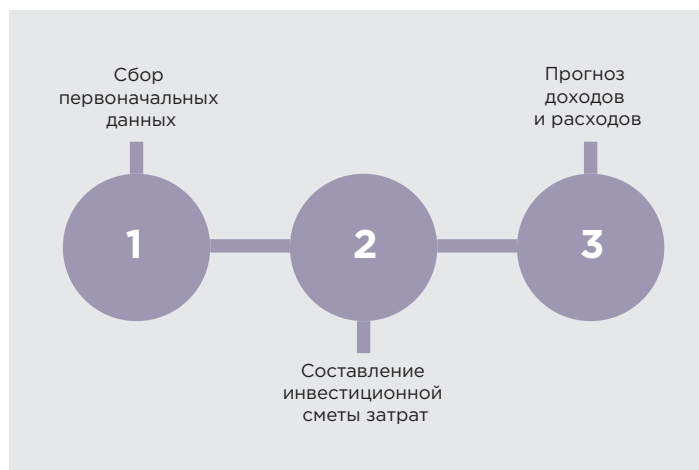 Сбор
первоначальных
данных
1
2
Составление
инвестиционной
сметы затрат
Прогноз
доходов
и расходов
3